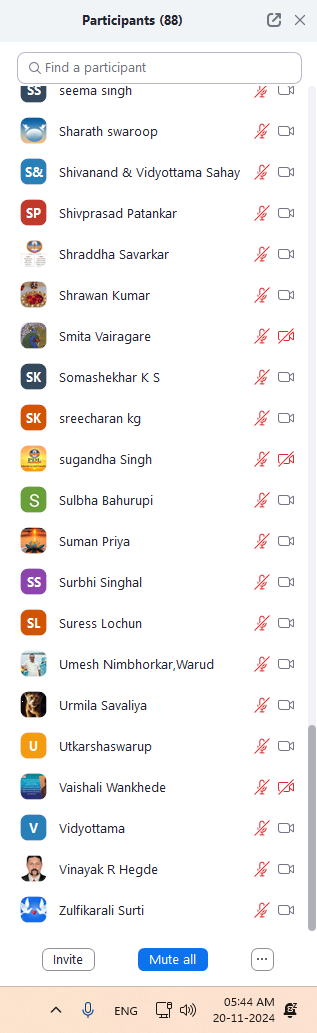 Participants (88)
Find a participant
SS seema singh
Sharath swaroop
S& Shivanand & Vidyottama Sahay
SP Shivprasad Patankar
Shraddha Savarkar
Shrawan Kumar
Smita Vairagare
SK Somashekhar K S
SK sreecharan kg
sugandha Singh
S Sulbha Bahurupi
Suman Priya
SS Surbhi Singhal
SL Suress Lochun
Umesh Nimbhorkar,Warud
Urmila Savaliya
U Utkarshaswarup
Vaishali Wankhede
V Vidyottama
Vinayak R Hegde
Zulfikarali Surti
Invite Mute all ...
ENG 05:44 AM
20-11-2024